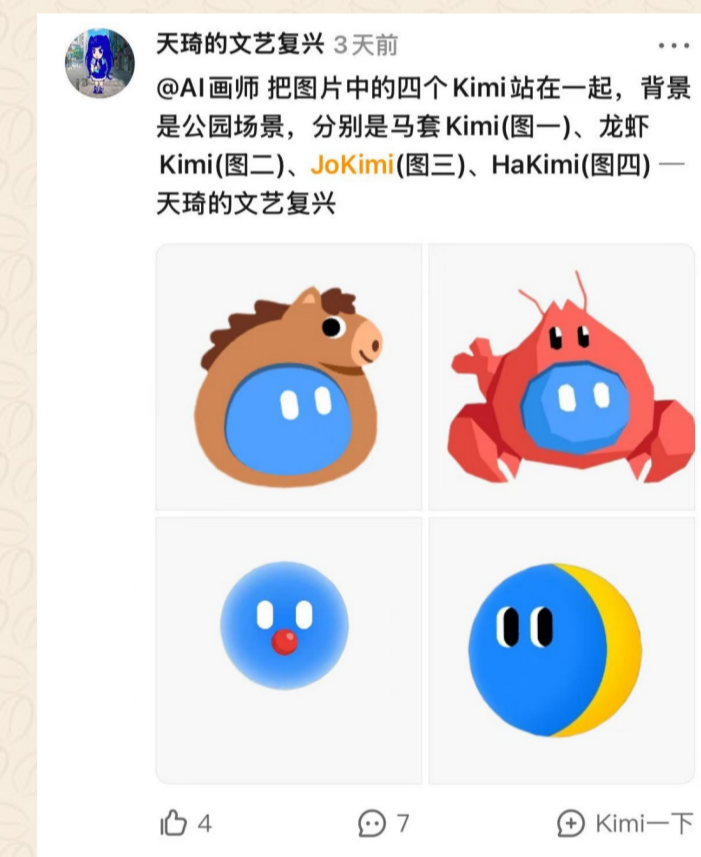 天琦的文艺复兴 3天前
@AI画师 把图片中的四个Kimi站在一起，背景
是公园场景，分别是马套Kimi(图一)、龙虾
Kimi(图二)、JoKimi(图三)、HaKimi(图四) —
天琦的文艺复兴
4
7
Kimi一下